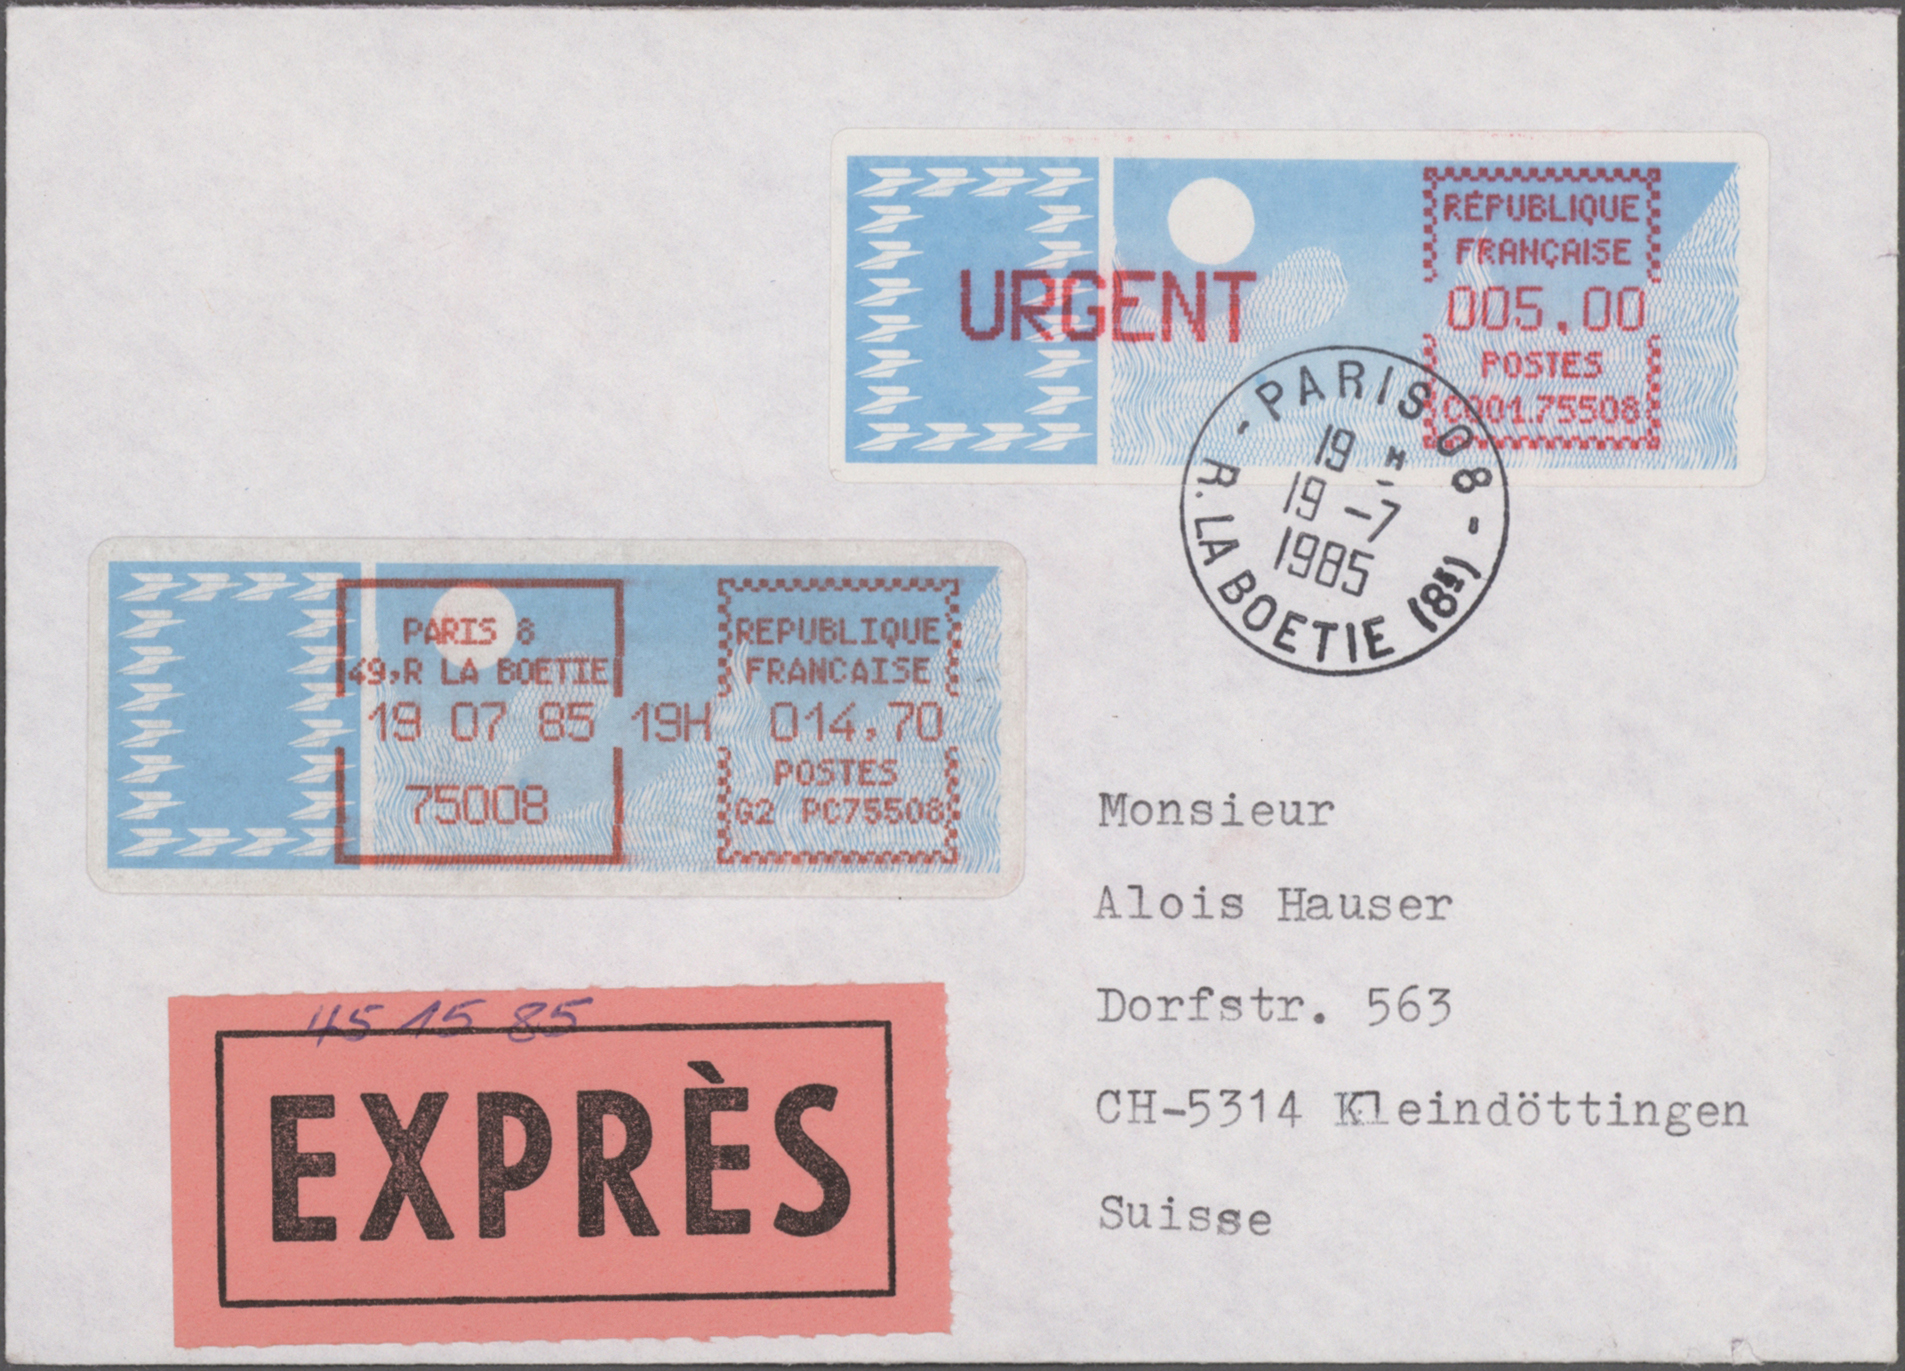 URGENT
RÉPUBLIQUE
FRANÇAISE
005.00
POSTES
C001.75508
PARIS 08
19 H
19 -7
1985
R. LA BOETIE (8E)
PARIS 8
49,R LA BOETIE
19 07 85 19H
75008
REPUBLIQUE
FRANCAISE
014,70
POSTES
G2 PC75508
45 15 85
EXPRÈS
Monsieur
Alois Hauser
Dorfstr. 563
CH-5314 Kleindöttingen
Suisse